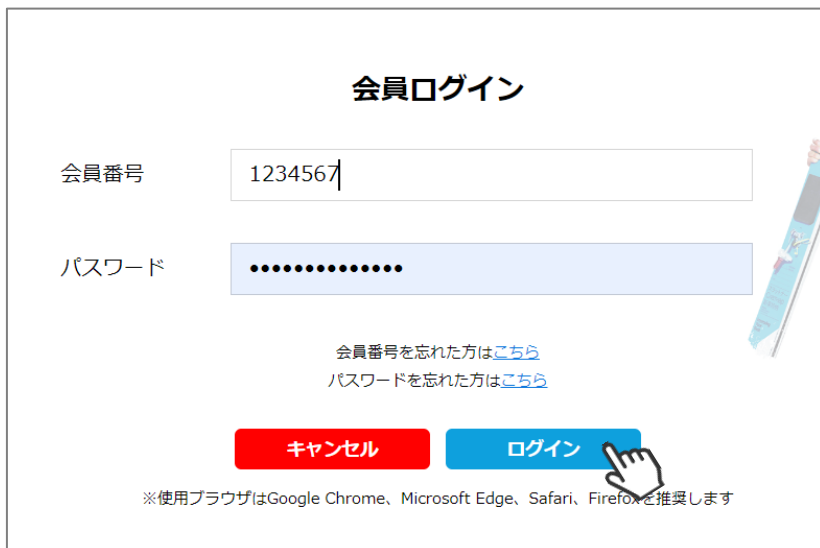 会員ログイン
会員番号
1234567
パスワード
••••••••••••••
会員番号を忘れた方はこちら
パスワードを忘れた方はこちら
キャンセル ログイン
※使用ブラウザはGoogle Chrome、Microsoft Edge、Safari、Firefoxを推奨します